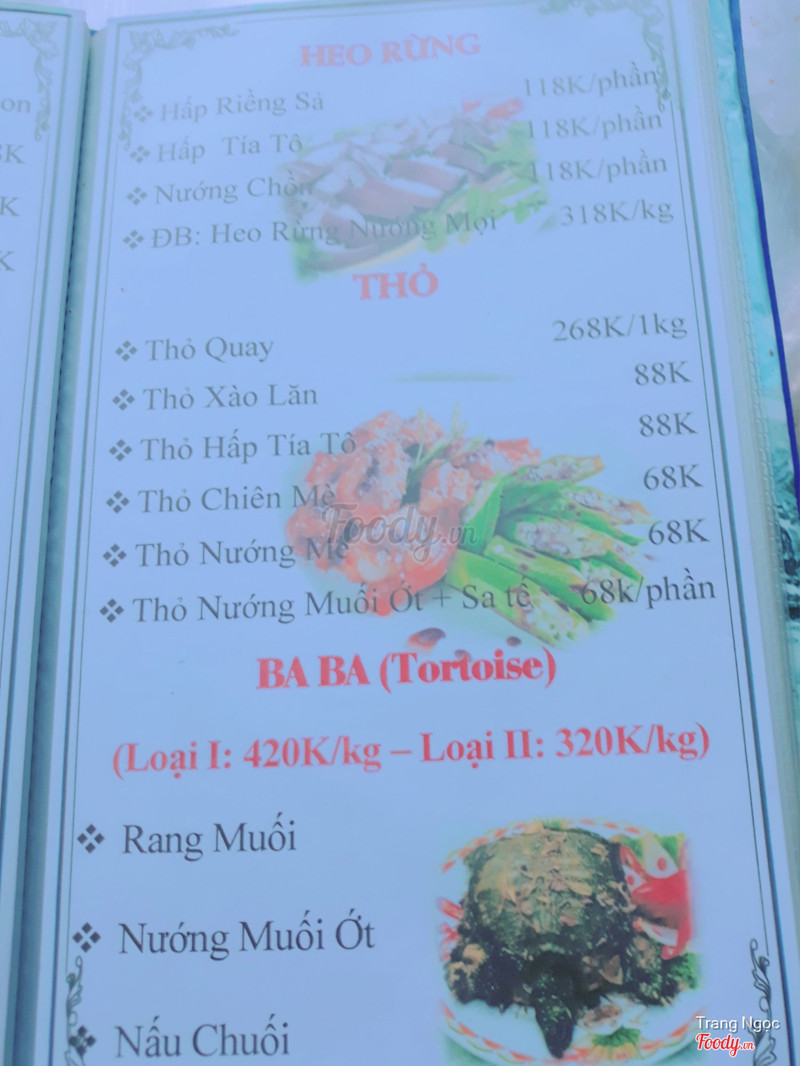 HEO RỪNG
❖ Hấp Riềng Sả 118K/phần
❖ Hấp Tía Tô 118K/phần
❖ Nướng Chồn 118K/phần
❖ ĐB: Heo Rừng Nướng Mọi 318K/kg
THỎ
❖ Thỏ Quay 268K/1kg
❖ Thỏ Xào Lăn 88K
❖ Thỏ Hấp Tía Tô 88K
❖ Thỏ Chiên Mè 68K
❖ Thỏ Nướng Mè 68K
❖ Thỏ Nướng Muối Ớt + Sa tế 68k/phần
BA BA (Tortoise)
(Loại I: 420K/kg – Loại II: 320K/kg)
❖ Rang Muối
❖ Nướng Muối Ớt
❖ Nấu Chuối
Foody.vn
Trang Ngọc
Foody.vn